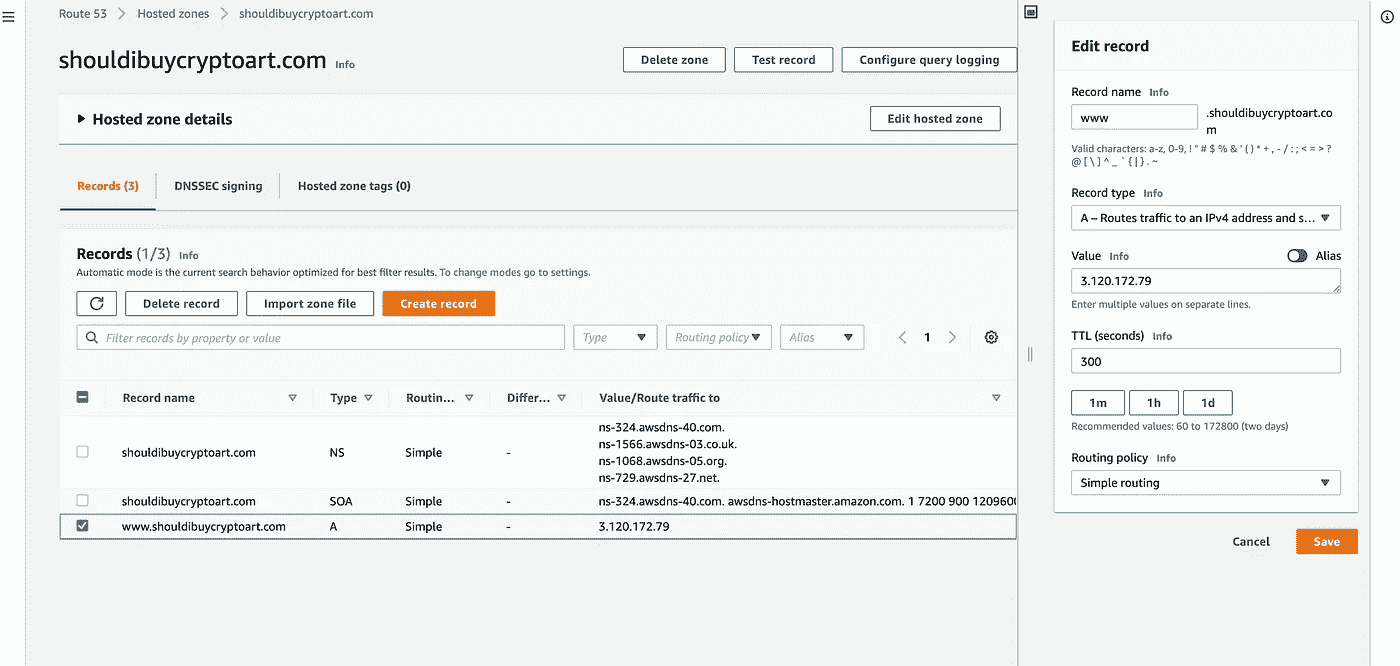 Route 53 > Hosted zones > shouldibuycryptoart.com
shouldibuycryptoart.com Info
Delete zone
Test record
Configure query logging
Hosted zone details
Edit hosted zone
Records (3)
DNSSEC signing
Hosted zone tags (0)
Records (1/3) Info
Automatic mode is the current search behavior optimized for best filter results. To change modes go to settings.
Delete record
Import zone file
Create record
Filter records by property or value
Type
Routing policy
Alias
1
Record name
Type
Routin...
Differ...
Value/Route traffic to
shouldibuycryptoart.com
NS
Simple
-
ns-324.awsdns-40.com.
ns-1566.awsdns-03.co.uk.
ns-1068.awsdns-05.org.
ns-729.awsdns-27.net.
shouldibuycryptoart.com
SOA
Simple
-
ns-324.awsdns-40.com. awsdns-hostmaster.amazon.com. 1 7200 900 1209600
www.shouldibuycryptoart.com
A
Simple
-
3.120.172.79
Edit record
Record name Info
www
.shouldibuycryptoart.co
m
Valid characters: a-z, 0-9, ! " # $ % & ' ( ) * + , - / : ; < = > ?
@ [ \ ] ^ _ ` { | } . ~
Record type Info
A – Routes traffic to an IPv4 address and s...
Value Info
Alias
3.120.172.79
Enter multiple values on separate lines.
TTL (seconds) Info
300
1m
1h
1d
Recommended values: 60 to 172800 (two days)
Routing policy Info
Simple routing
Cancel
Save